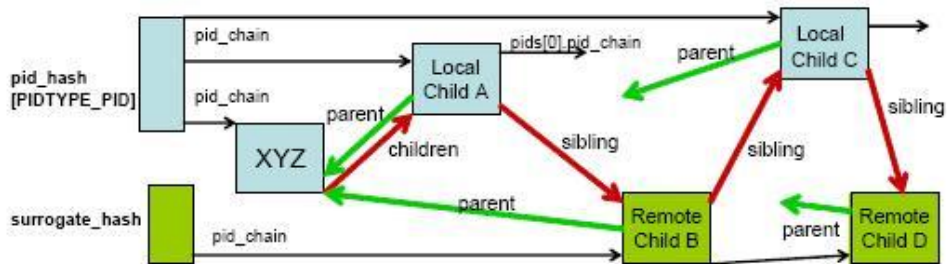 pid_chain
Local
Child C
parent
pids[0].pid_chain
pid_chain
Local
Child A
pid_hash
[PIDTYPE_PID]
pid_chain
parent
sibling
XYZ
children
sibling
sibling
parent
surrogate_hash
Remote
Child B
Remote
Child D
parent
pid_chain